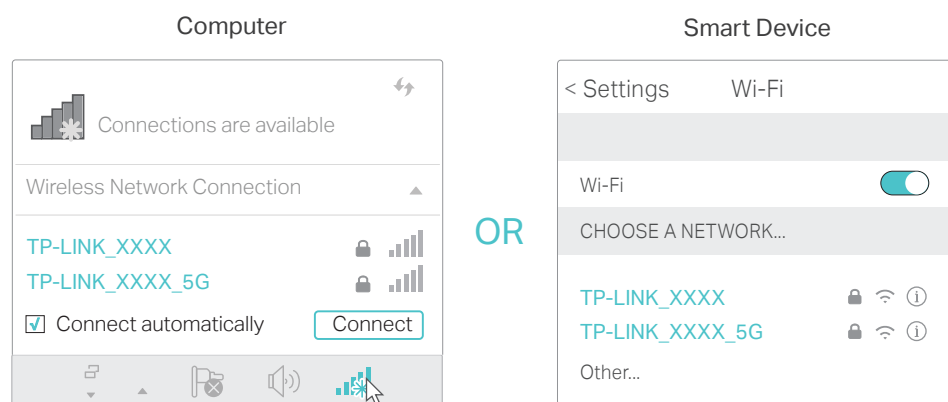 Computer
Connections are available
Wireless Network Connection
TP-LINK_XXXX
TP-LINK_XXXX_5G
Connect automatically
Connect
OR
Smart Device
< Settings Wi-Fi
Wi-Fi
CHOOSE A NETWORK...
TP-LINK_XXXX
TP-LINK_XXXX_5G
Other...